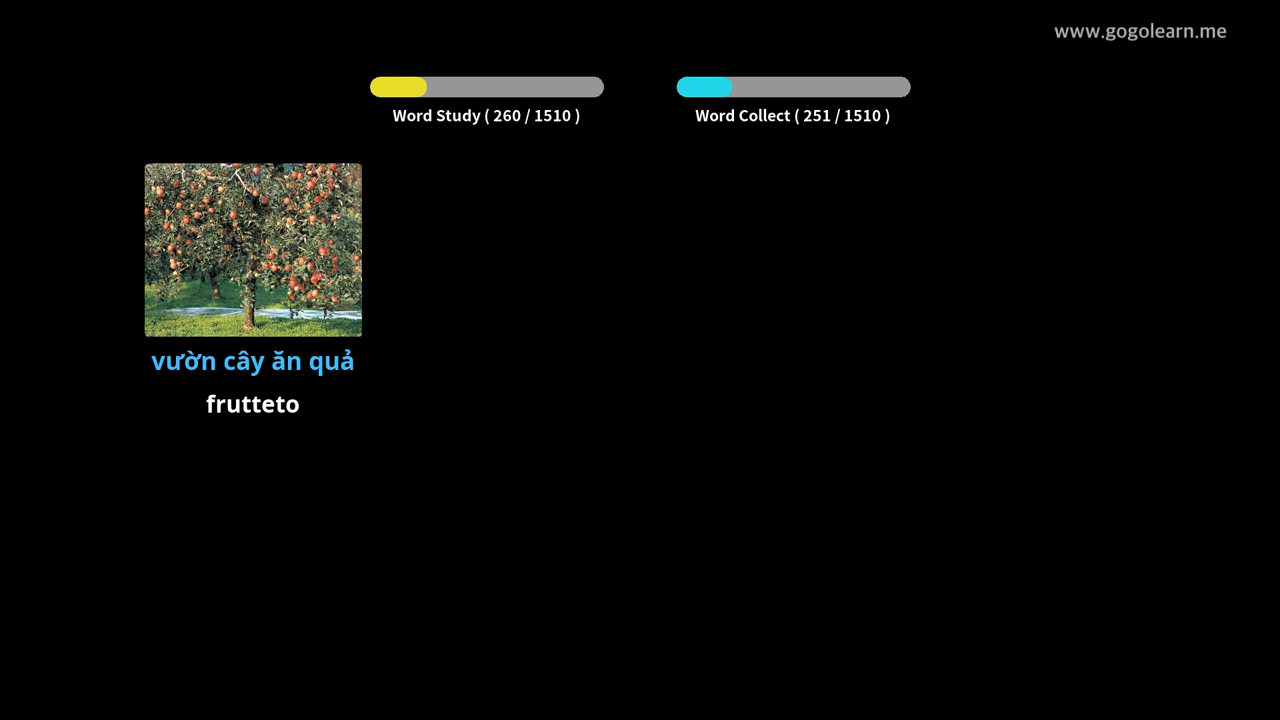 www.gogolearn.me
Word Study ( 260 / 1510 )
Word Collect ( 251 / 1510 )
vườn cây ăn quả
frutteto